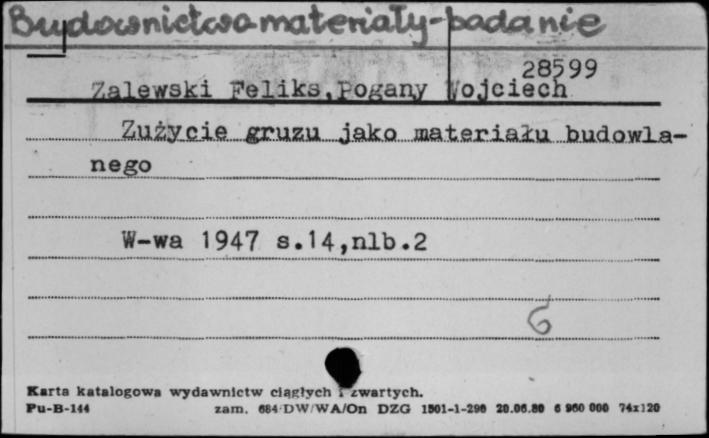 Budownictwo-materiały-badanie
28599
Zalewski Feliks,Pogany Wojciech
Zużycie gruzu jako materiału budowla-
nego
W-wa 1947 s.14,nlb.2
6
Karta katalogowa wydawnictw ciągłych i zwartych.
Pu-B-144 zam. 684/DW/WA/On DZG 1501-1-290 20.06.80 6 960 000 74x120